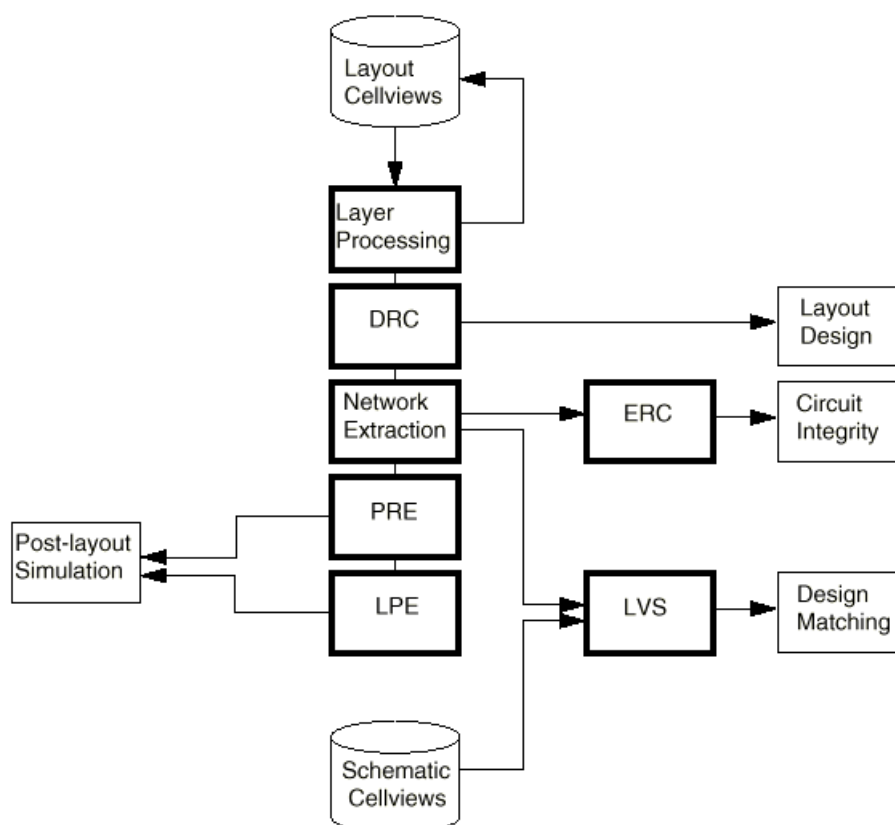 Layout
Cellviews
Layer
Processing
DRC
Layout
Design
Network
Extraction
ERC
Circuit
Integrity
PRE
Post-layout
Simulation
LPE
LVS
Design
Matching
Schematic
Cellviews